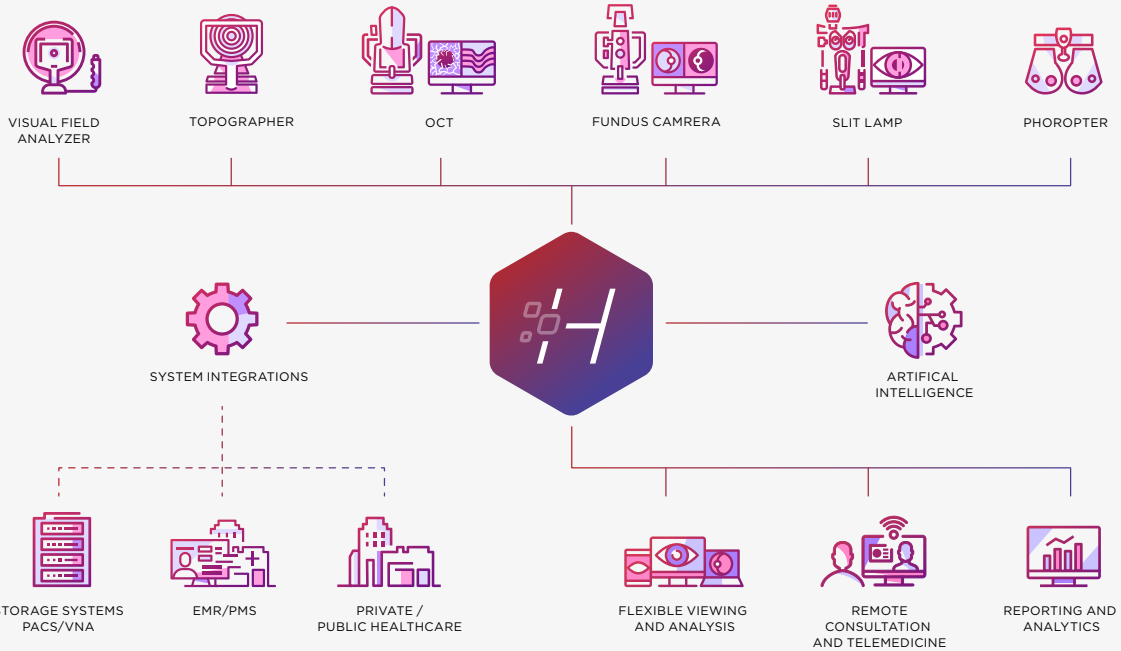 VISUAL FIELD
ANALYZER
TOPOGRAPHER
OCT
FUNDUS CAMRERA
SLIT LAMP
PHOROPTER
H
SYSTEM INTEGRATIONS
ARTIFICAL
INTELLIGENCE
STORAGE SYSTEMS
PACS/VNA
EMR/PMS
PRIVATE /
PUBLIC HEALTHCARE
FLEXIBLE VIEWING
AND ANALYSIS
REMOTE
CONSULTATION
AND TELEMEDICINE
REPORTING AND
ANALYTICS